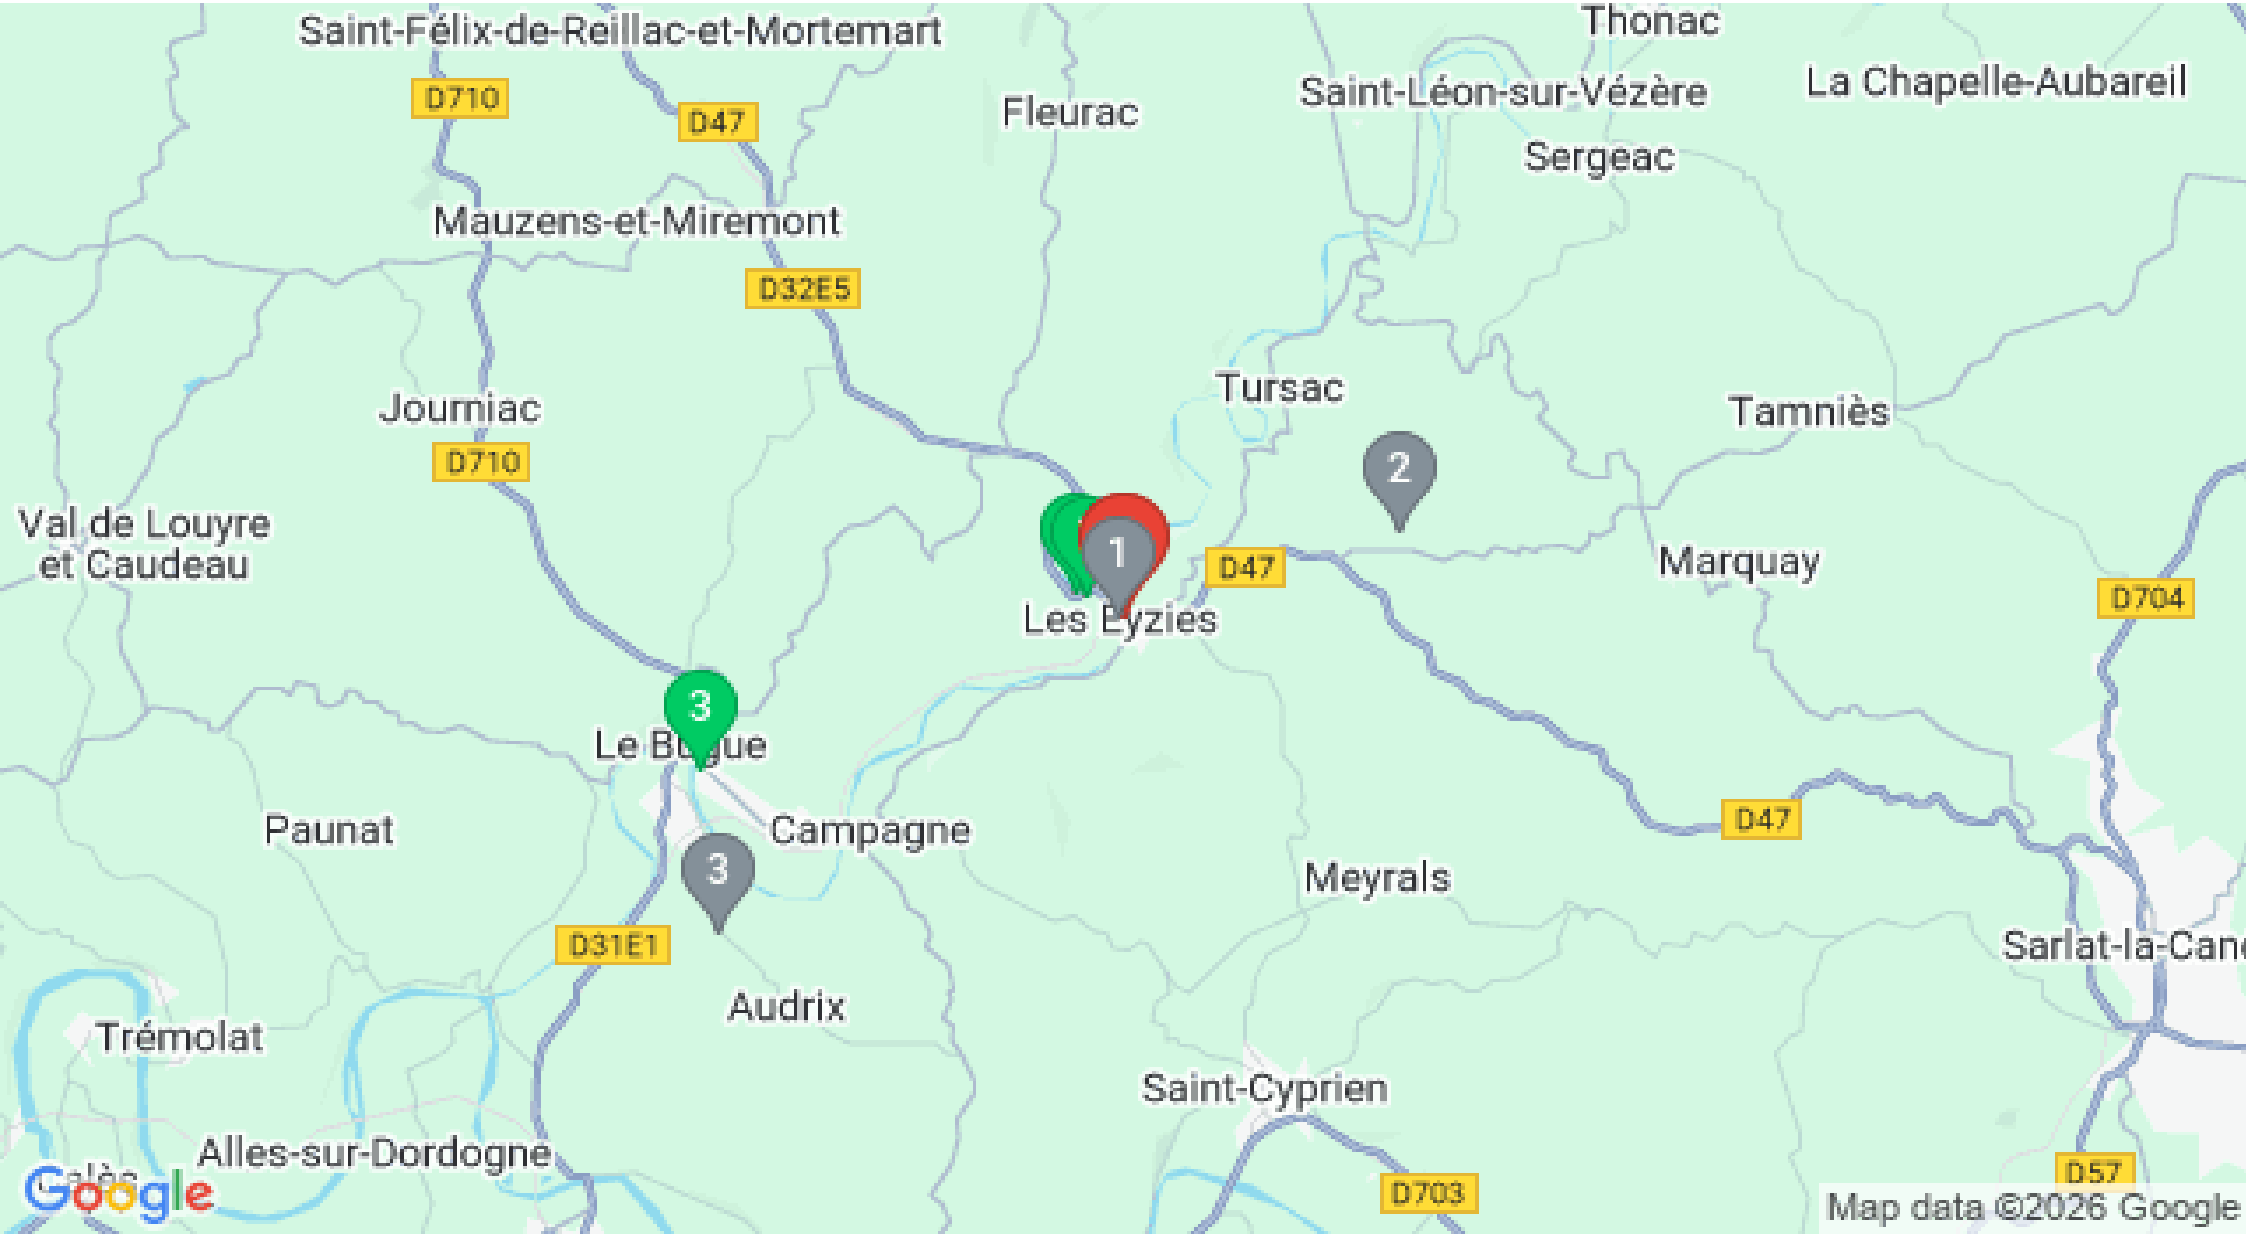 Thonac
Saint-Félix-de-Reillac-et-Mortemart
La Chapelle-Aubareil
Saint-Léon-sur-Vézère
D710
Fleurac
D47
Sergeac
Mauzens-et-Miremont
D32E5
Tursac
Journiac
Tamniès
D710
2
Val de Louyre
et Caudeau
1
Marquay
D47
D704
Les Eyzies
3
Le Bugue
D47
Paunat
Campagne
3
Meyrals
D31E1
Sarlat-la-Can
Audrix
Trémolat
Saint-Cyprien
Alles-sur-Dordogne
D57
D703
Google
Map data ©2026 Google